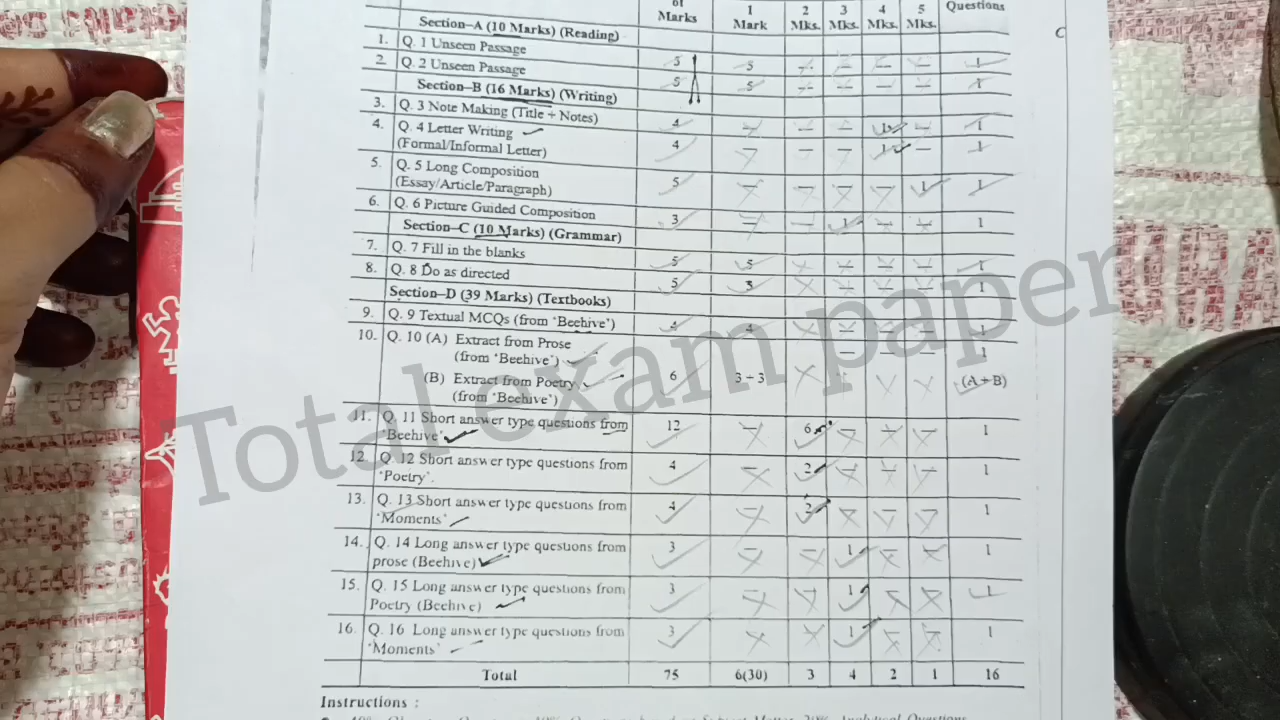 of Marks 1 Mark 2 Mks. 3 Mks. 4 Mks. 5 Mks. Questions
Section–A (10 Marks) (Reading)
1. Q. 1 Unseen Passage 5 5 – – – – 1
2. Q. 2 Unseen Passage 5 5 – – – – 1
Section–B (16 Marks) (Writing)
3. Q. 3 Note Making (Title + Notes) 4 – – – 1 – 1
4. Q. 4 Letter Writing
(Formal/Informal Letter) 4 – – – 1 – 1
5. Q. 5 Long Composition
(Essay/Article/Paragraph) 5 – – – – 1 1
6. Q. 6 Picture Guided Composition 3 – – 1 – – 1
Section–C (10 Marks) (Grammar)
7. Q. 7 Fill in the blanks 5 5 – – – – 1
8. Q. 8 Do as directed 5 – – – – 1
Section–D (39 Marks) (Textbooks)
9. Q. 9 Textual MCQs (from ‘Beehive’) 4 4 – – – – 1
10. Q. 10 (A) Extract from Prose
(from ‘Beehive’) – – – 1
(B) Extract from Poetry 6 3 + 3 (A + B)
(from ‘Beehive’)
11. Q. 11 Short answer type questions from
‘Beehive’ 12 – 6 – – – 1
12. Q. 12 Short answer type questions from
‘Poetry’. 4 – 2 – – – 1
13. Q. 13 Short answer type questions from
‘Moments’ 4 – 2 – – – 1
14. Q. 14 Long answer type questions from
prose (Beehive) 3 – – 1 – – 1
15. Q. 15 Long answer type questions from
Poetry (Beehive) 3 – – 1 – – 1
16. Q. 16 Long answer type questions from
‘Moments’ 3 – – 1 – – 1
Total 75 6(30) 3 4 2 1 16
Instructions :
C
Total exam paper